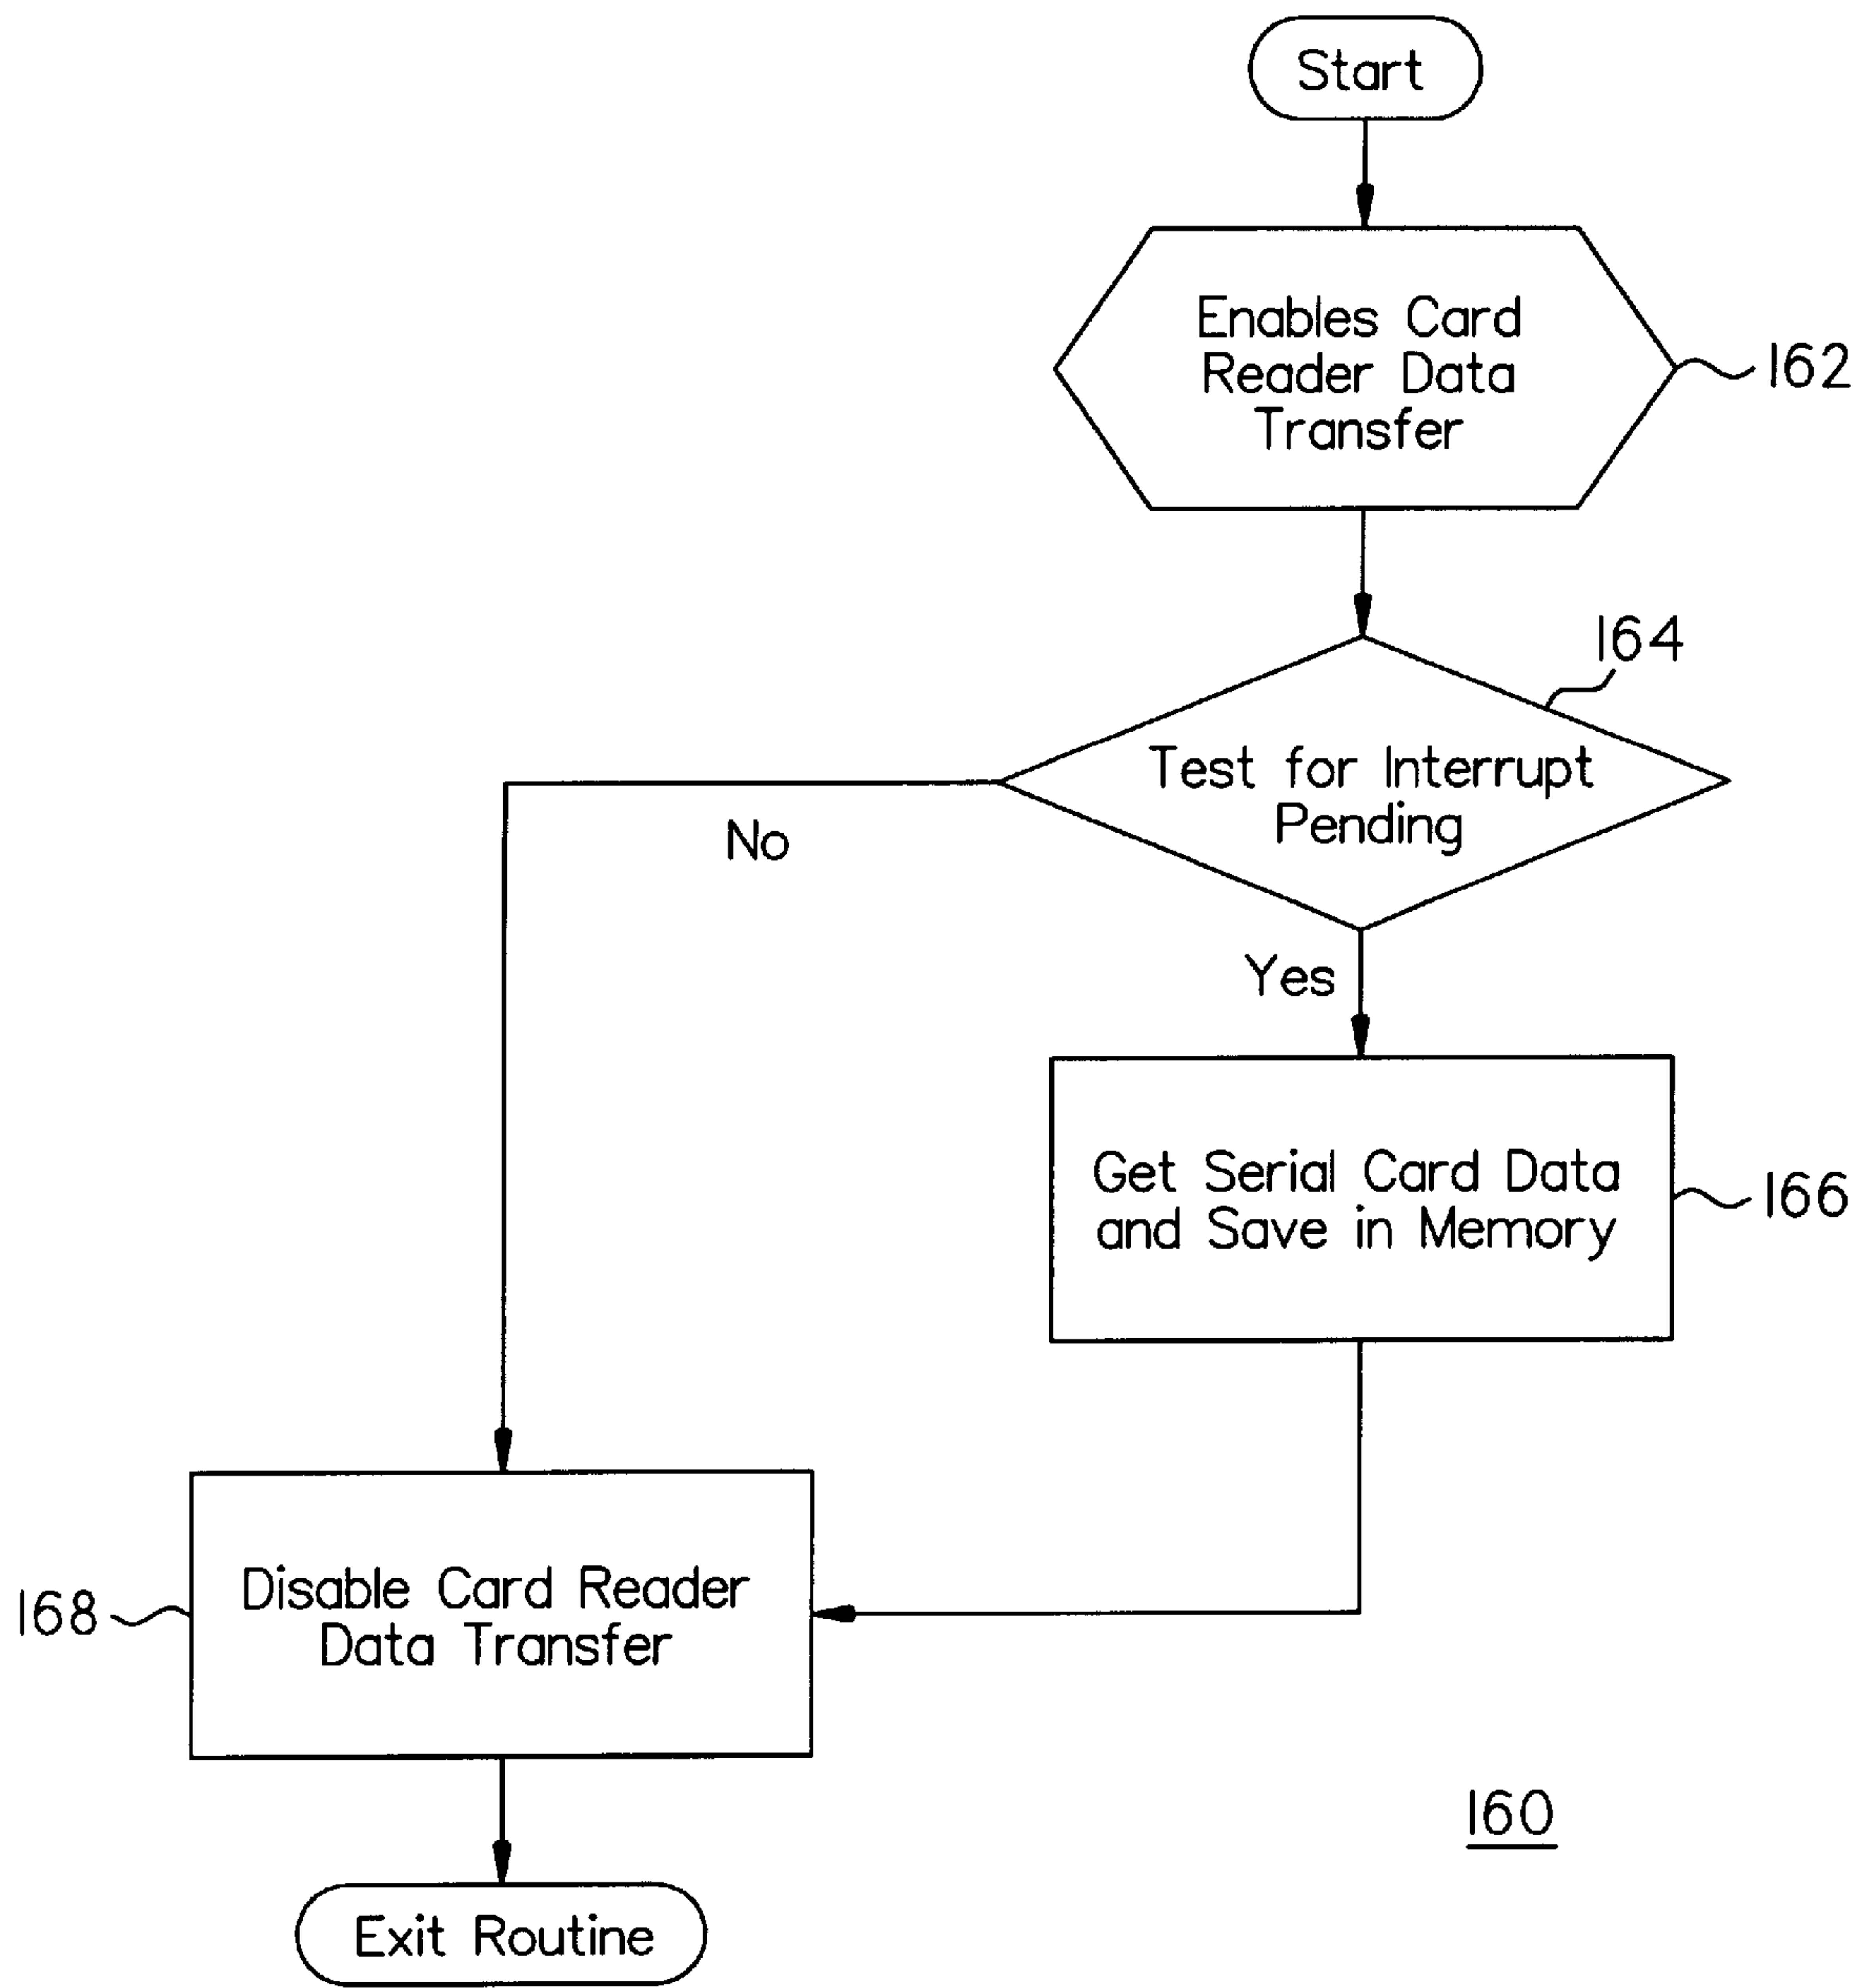 Start
Enables Card
Reader Data
Transfer
162
164
Test for Interrupt
Pending
No
Yes
Get Serial Card Data
and Save in Memory
166
Disable Card Reader
Data Transfer
168
160
Exit Routine